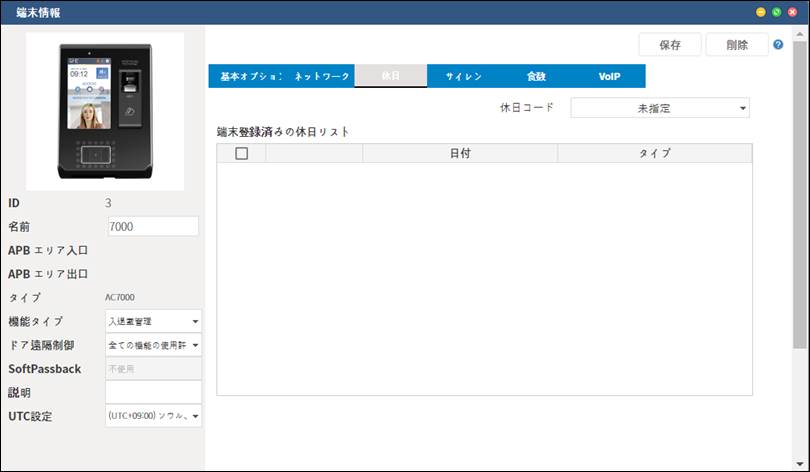 端末情報
保存
削除
?
基本オプショ:
ネットワーク
休日
サイレン
食数
VoIP
休日コード
未指定
端末登録済みの休日リスト
日付
タイプ
09:12
ID
3
名前
7000
APB エリア入口
APB エリア出口
タイプ
AC7000
機能タイプ
入退室管理
ドア遠隔制御
全ての機能の使用許
SoftPassback
不使用
説明
UTC設定
(UTC+09:00) ソウル、